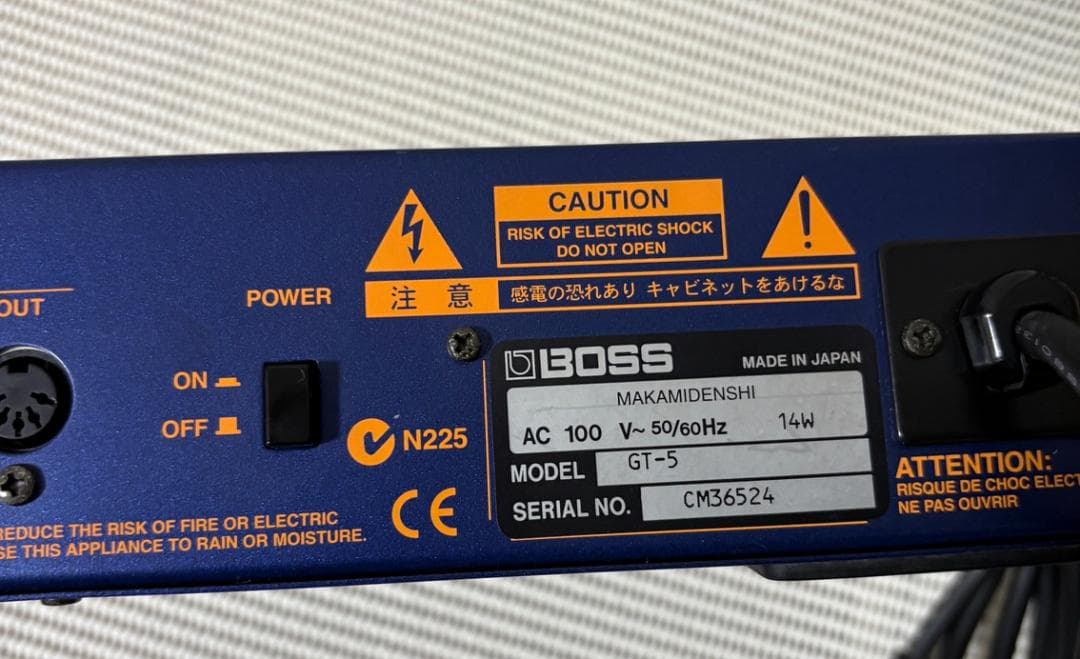 OUT
POWER
ON
OFF
CAUTION
RISK OF ELECTRIC SHOCK
DO NOT OPEN
注 意 感電の恐れあり キャビネットをあけるな
N225
CE
BOSS
MADE IN JAPAN
MAKAMIDENSHI
AC 100 V~ 50/60Hz 14W
MODEL GT-5
SERIAL NO. CM36524
REDUCE THE RISK OF FIRE OR ELECTRIC
SE THIS APPLIANCE TO RAIN OR MOISTURE.
ATTENTION:
RISQUE DE CHOC ELECT
NE PAS OUVRIR